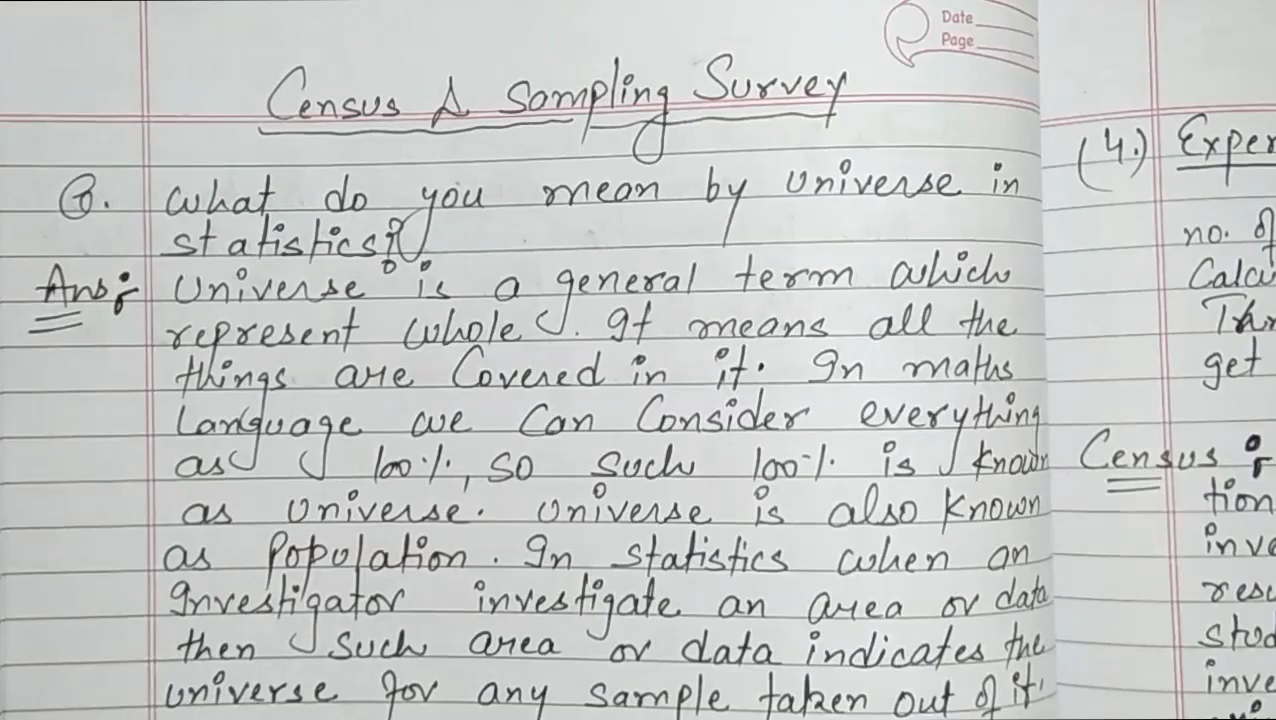 Date
Page
Census & Sampling Survey
Q. What do you mean by Universe in
statistics?
Ans: Universe is a general term which
represent whole. It means all the
things are Covered in it. In maths
Language we Can Consider everything
as 100%, so such 100% is known
as Universe. Universe is also known
as Population. In statistics when an
Investigator investigate an area or data
then such area or data indicates the
universe for any sample taken out of it.
(4.) Exper
no. of
Calcu
Thr
get
Census :
tion
inve
resu
stud
inve